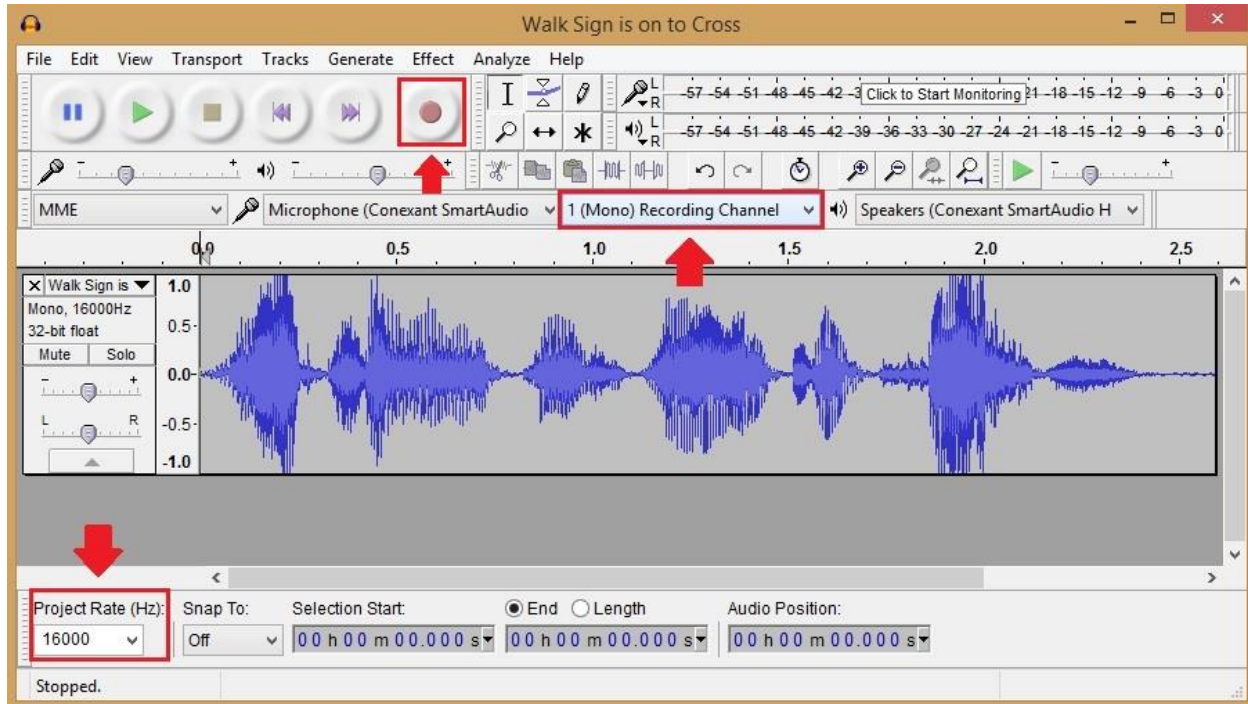 Walk Sign is on to Cross
File Edit View Transport Tracks Generate Effect Analyze Help
L
R
-57 -54 -51 -48 -45 -42 -3 Click to Start Monitoring 21 -18 -15 -12 -9 -6 -3 0
L
R
-57 -54 -51 -48 -45 -42 -39 -36 -33 -30 -27 -24 -21 -18 -15 -12 -9 -6 -3 0
- + - + - +
MME Microphone (Conexant SmartAudio 1 (Mono) Recording Channel Speakers (Conexant SmartAudio H
0.0 0.5 1.0 1.5 2.0 2.5
X Walk Sign is
Mono, 16000Hz
32-bit float
Mute Solo
- +
L R
1.0
0.5
0.0
-0.5
-1.0
Project Rate (Hz): Snap To: Selection Start: End Length Audio Position:
16000 Off 00 h 00 m 00.000 s 00 h 00 m 00.000 s 00 h 00 m 00.000 s
Stopped.